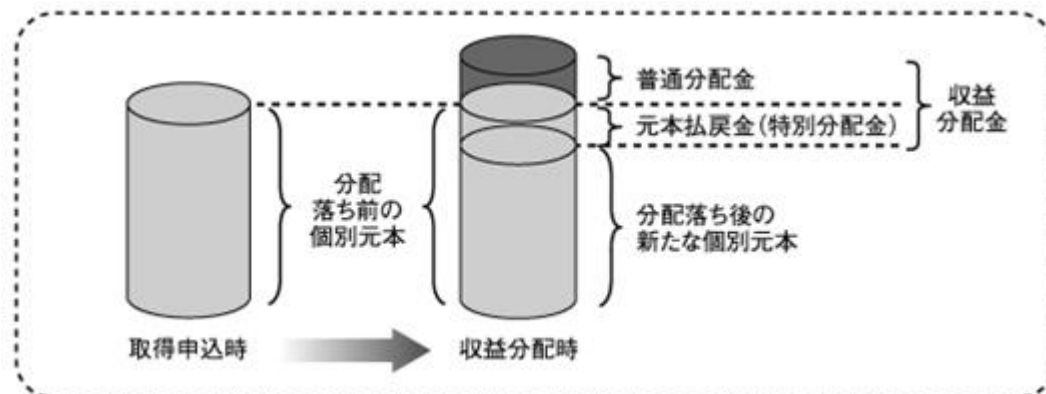 普通分配金
元本払戻金(特別分配金)
収益
分配金
分配
落ち前の
個別元本
分配落ち後の
新たな個別元本
取得申込時
収益分配時